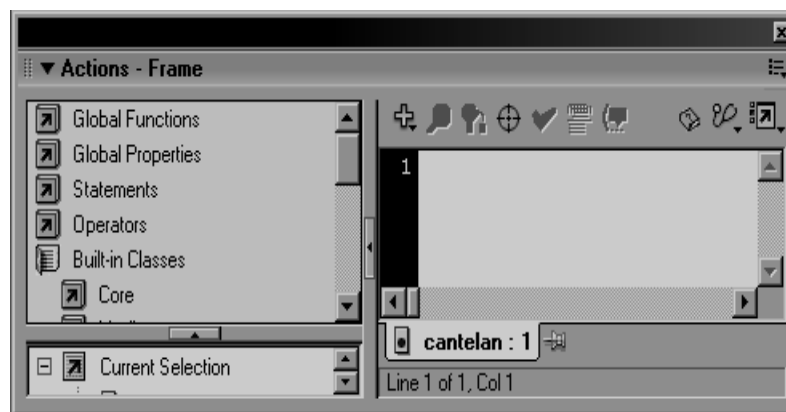 Actions - Frame
Global Functions
Global Properties
Statements
Operators
Built-in Classes
Core
Current Selection
1
cantelan : 1
Line 1 of 1, Col 1